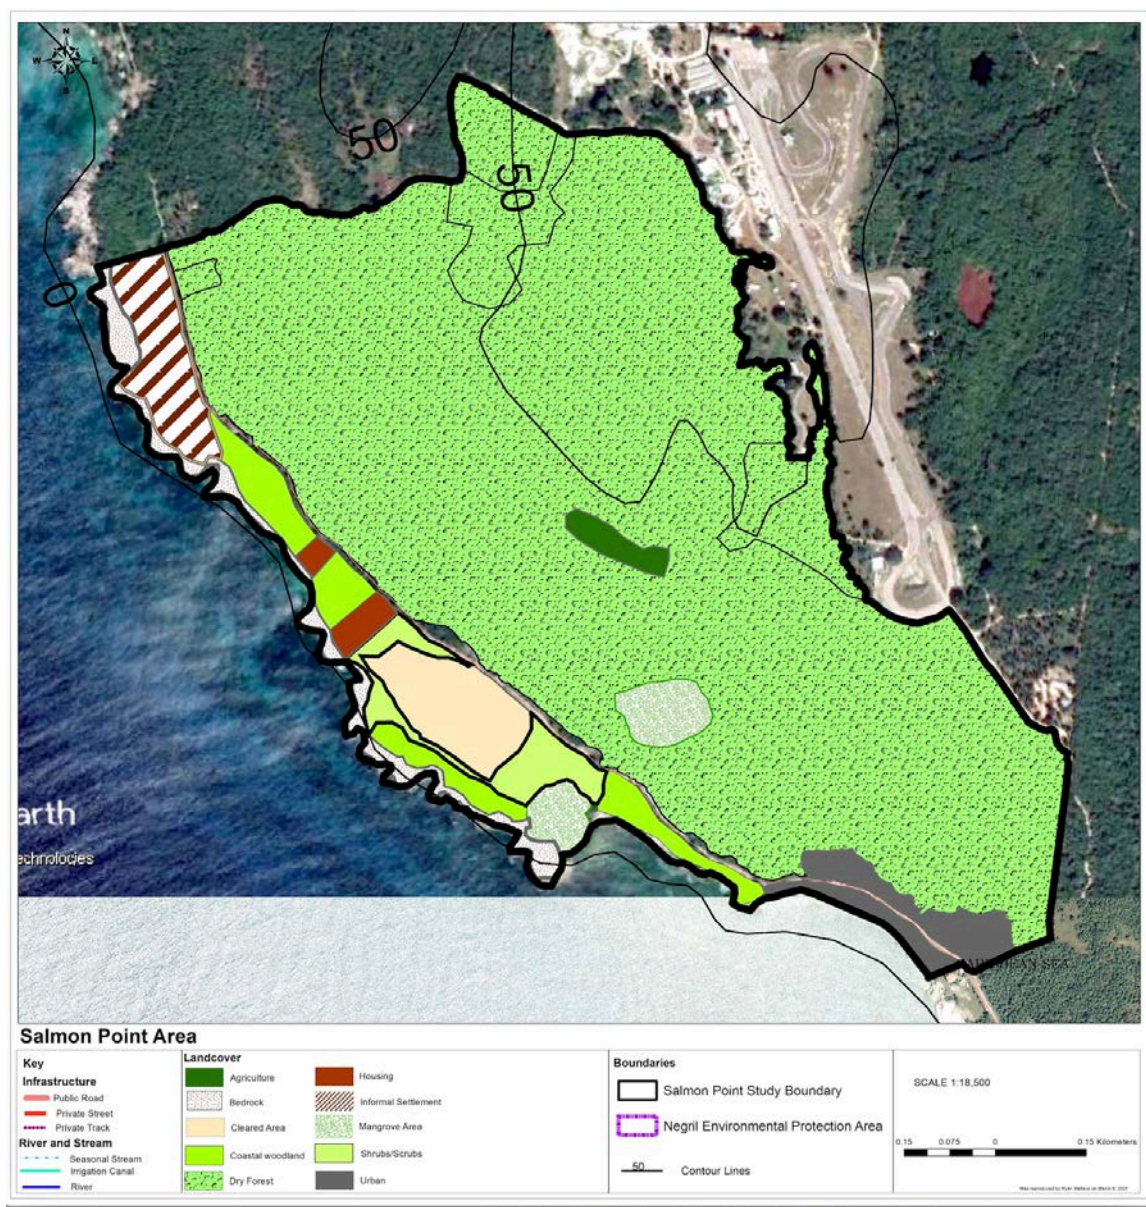 N
W E
S
50
50
0
arth
echnologies
Salmon Point Area
Key
Infrastructure
Public Road
Private Street
Private Track
River and Stream
Seasonal Stream
Irrigation Canal
River
Landcover
Agriculture
Bedrock
Cleared Area
Coastal woodland
Dry Forest
Housing
Informal Settlement
Mangrove Area
Shrubs/Scrubs
Urban
Boundaries
Salmon Point Study Boundary
Negril Environmental Protection Area
50 Contour Lines
SCALE 1:18,500
0.15 0.075 0 0.15 Kilometers